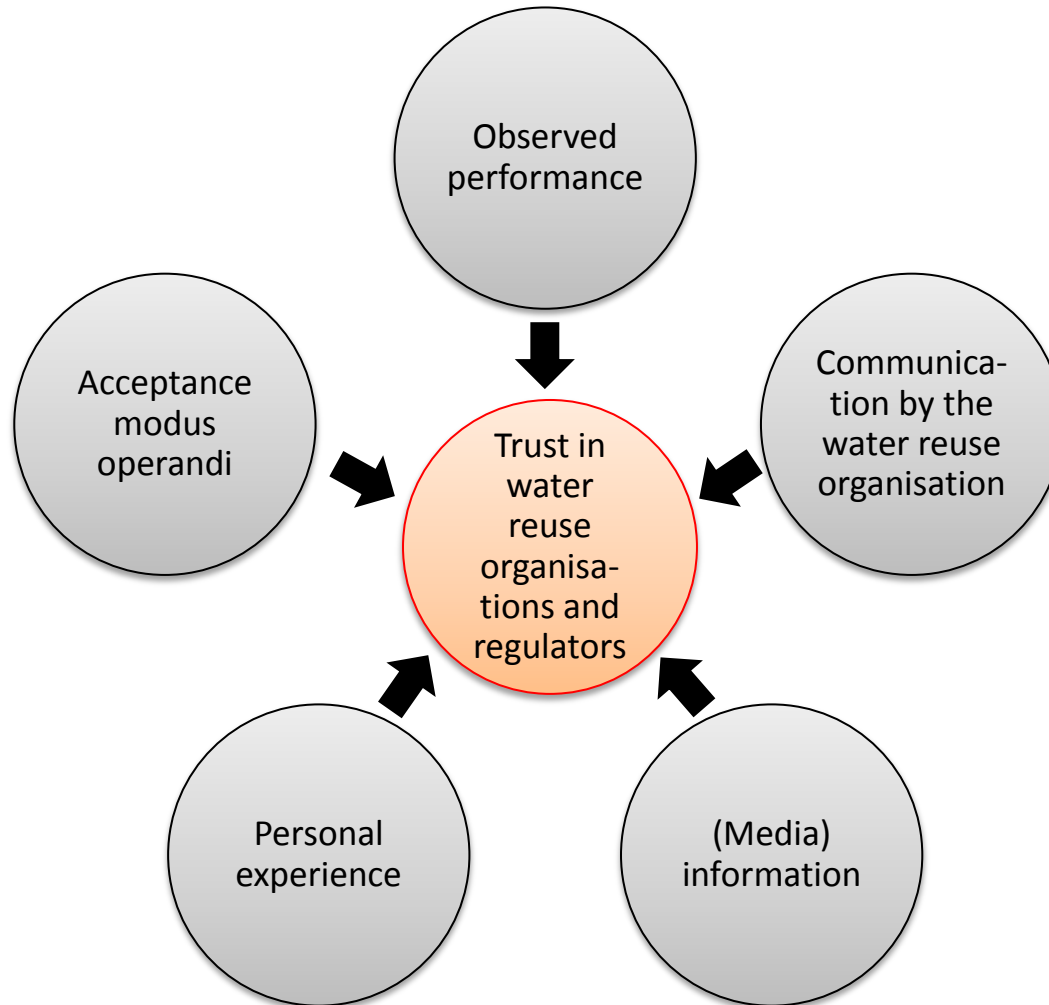 Observed
performance
Communica-
tion by the
water reuse
organisation
(Media)
information
Personal
experience
Acceptance
modus
operandi
Trust in
water
reuse
organisa-
tions and
regulators